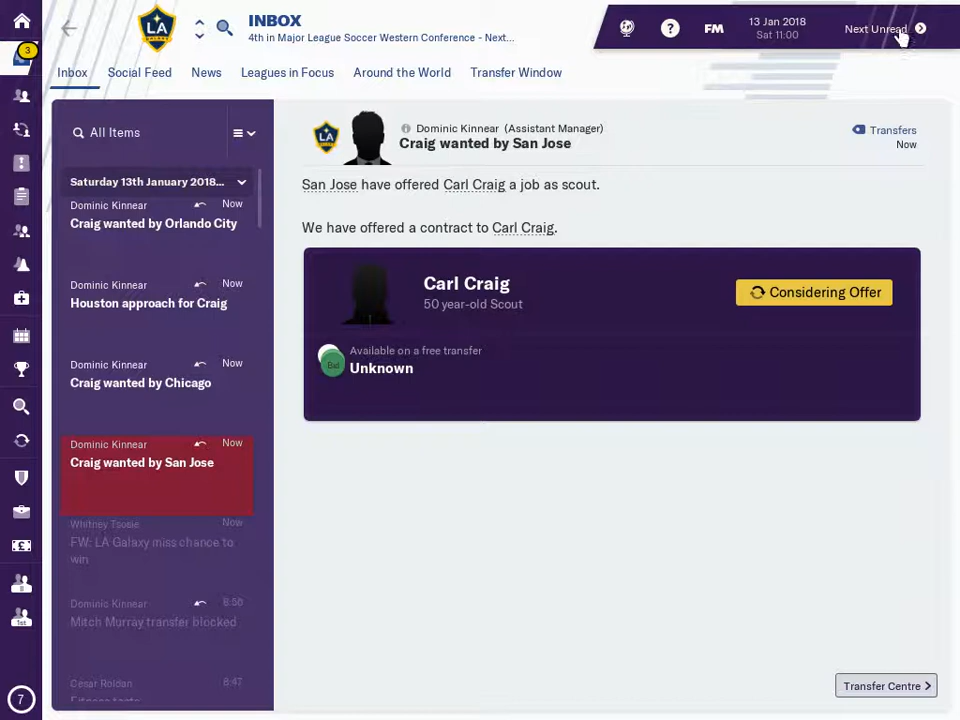 INBOX
4th in Major League Soccer Western Conference - Next...
FM
13 Jan 2018
Sat 11:00
Next Unread
3
Inbox
Social Feed
News
Leagues in Focus
Around the World
Transfer Window
All Items
Saturday 13th January 2018...
Dominic Kinnear
Now
Craig wanted by Orlando City
Dominic Kinnear
Now
Houston approach for Craig
Dominic Kinnear
Now
Craig wanted by Chicago
Dominic Kinnear
Now
Craig wanted by San Jose
Whitney Tsosie
Now
FW: LA Galaxy miss chance to
win
Dominic Kinnear
8:56
Mitch Murray transfer blocked
Cesar Roldan
8:47
Fitness tests
LA
Dominic Kinnear (Assistant Manager)
Craig wanted by San Jose
Transfers
Now
San Jose have offered Carl Craig a job as scout.
We have offered a contract to Carl Craig.
Carl Craig
50 year-old Scout
Considering Offer
Available on a free transfer
Bid
Unknown
Transfer Centre
7